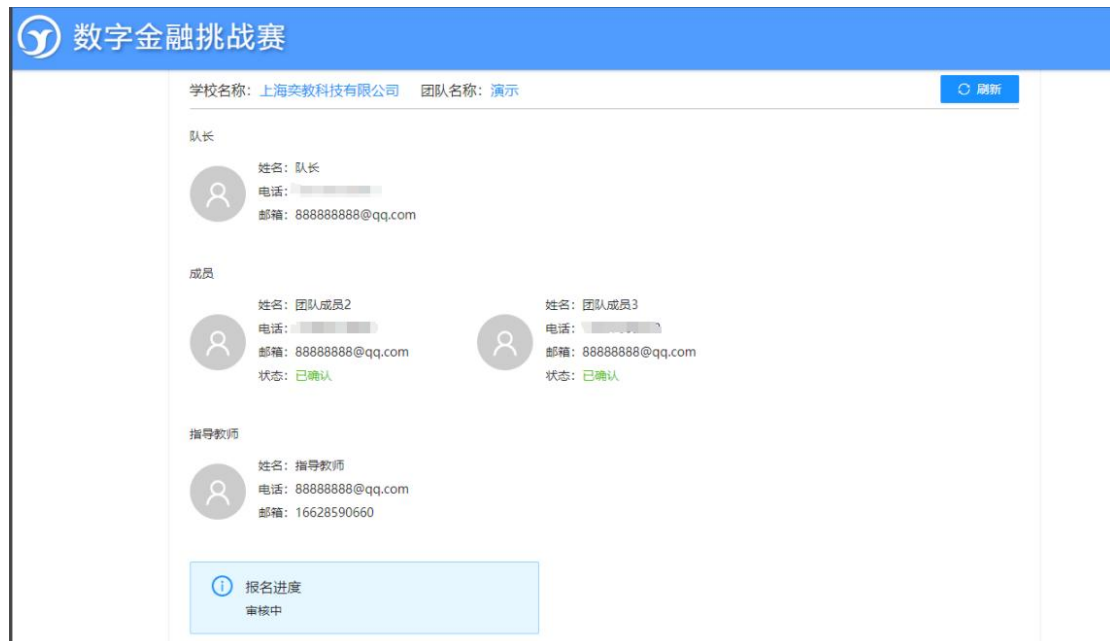 数字金融挑战赛
学校名称：上海奕教科技有限公司 团队名称：演示 刷新
队长
姓名：队长
电话：
邮箱：888888888@qq.com
成员
姓名：团队成员2 姓名：团队成员3
电话： 电话：
邮箱：88888888@qq.com 邮箱：88888888@qq.com
状态：已确认 状态：已确认
指导教师
姓名：指导教师
电话：88888888@qq.com
邮箱：16628590660
报名进度
审核中